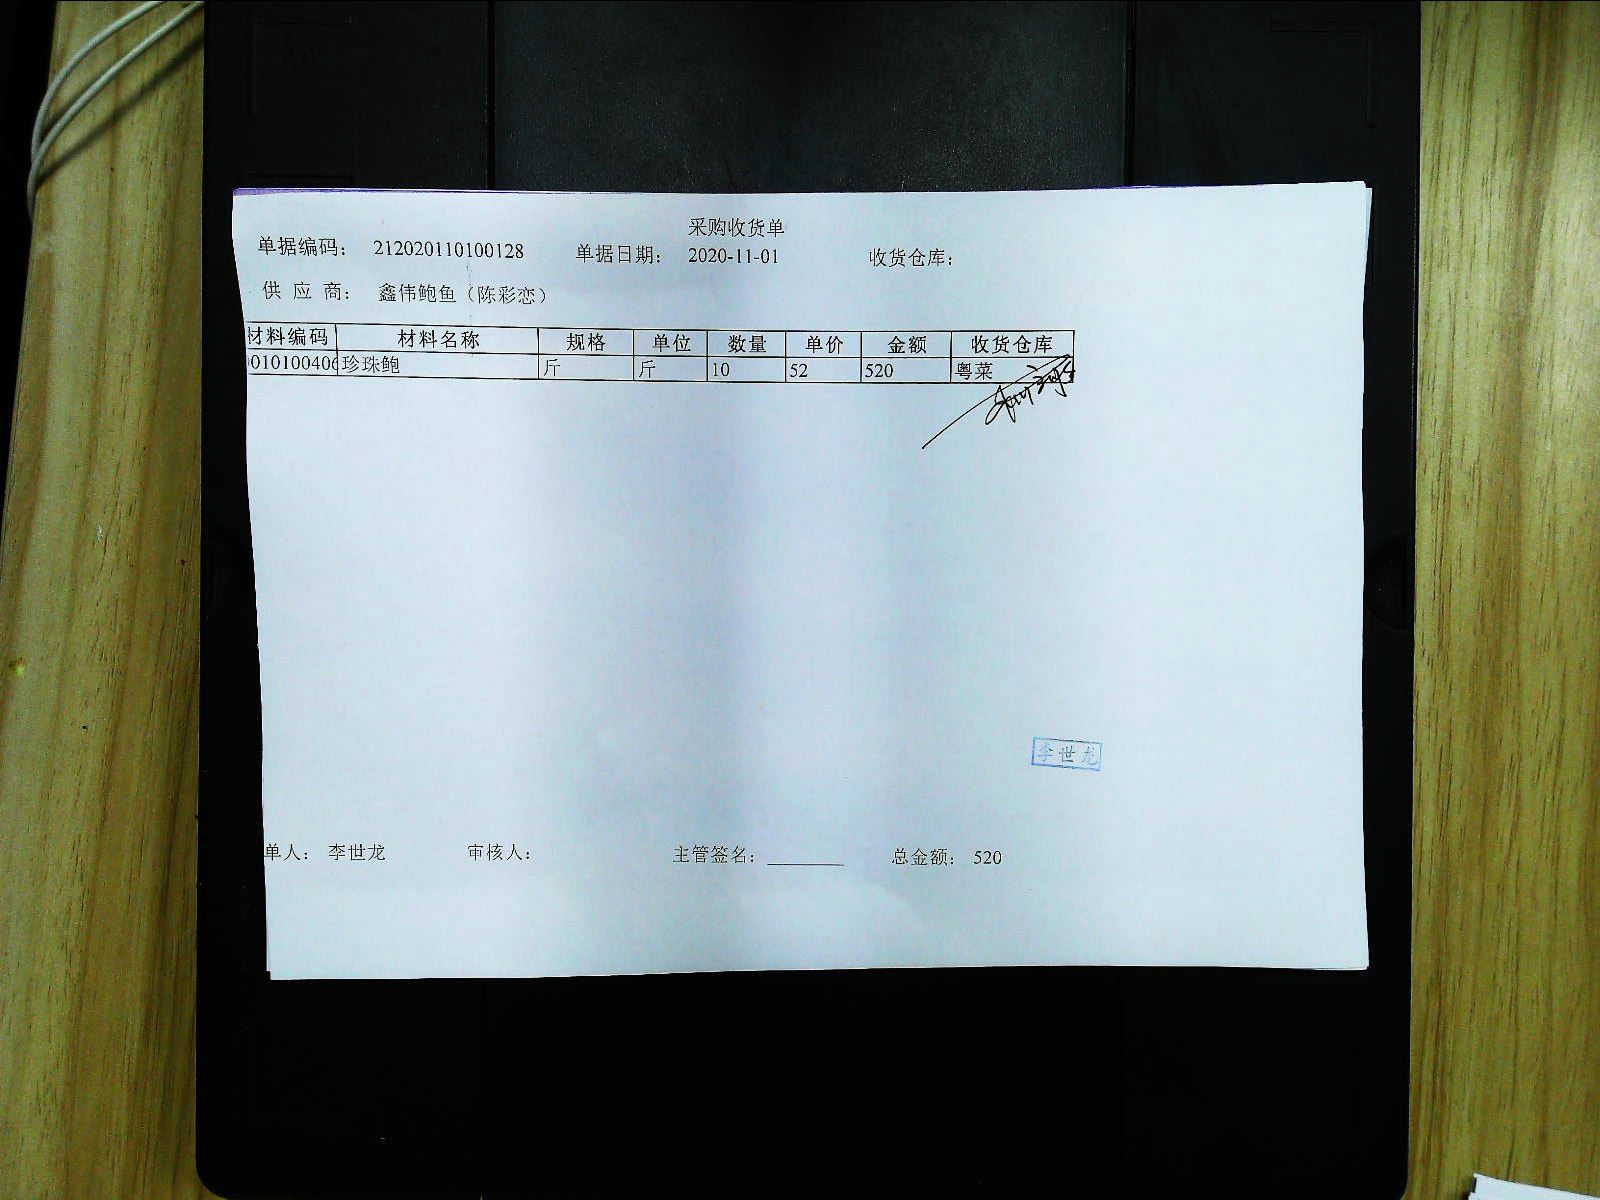 采购收货单
单据编码： 212020110100128 单据日期： 2020-11-01 收货仓库：
供 应 商： 鑫伟鲍鱼（陈彩恋）
材料编码 材料名称 规格 单位 数量 单价 金额 收货仓库
010100406 珍珠鲍 斤 斤 10 52 520 粤菜
李世龙
单人： 李世龙 审核人： 主管签名： 总金额： 520